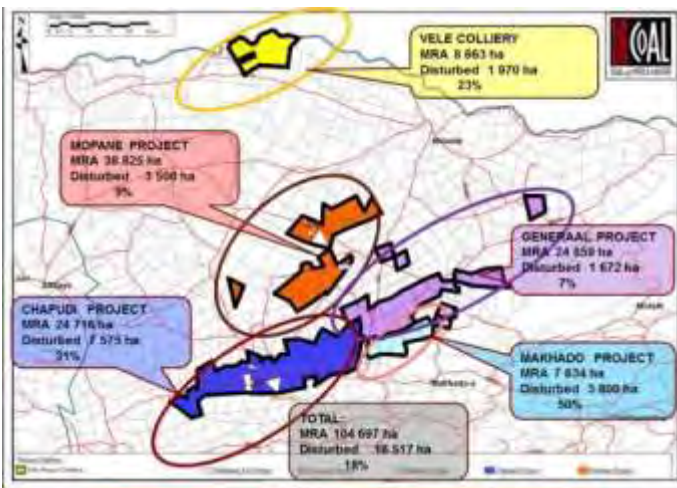 COAL
VELE COLLIERY
MRA 8 663 ha
Disturbed 1 970 ha
23%
MOPANE PROJECT
MRA 38 825 ha
Disturbed 3 500 ha
9%
GENERAAL PROJECT
MRA 24 859 ha
Disturbed 1 672 ha
7%
CHAPUDI PROJECT
MRA 24 716 ha
Disturbed 7 575 ha
31%
MAKHADO PROJECT
MRA 7 634 ha
Disturbed 3 800 ha
50%
TOTAL
MRA 104 697 ha
Disturbed 18 517 ha
18%